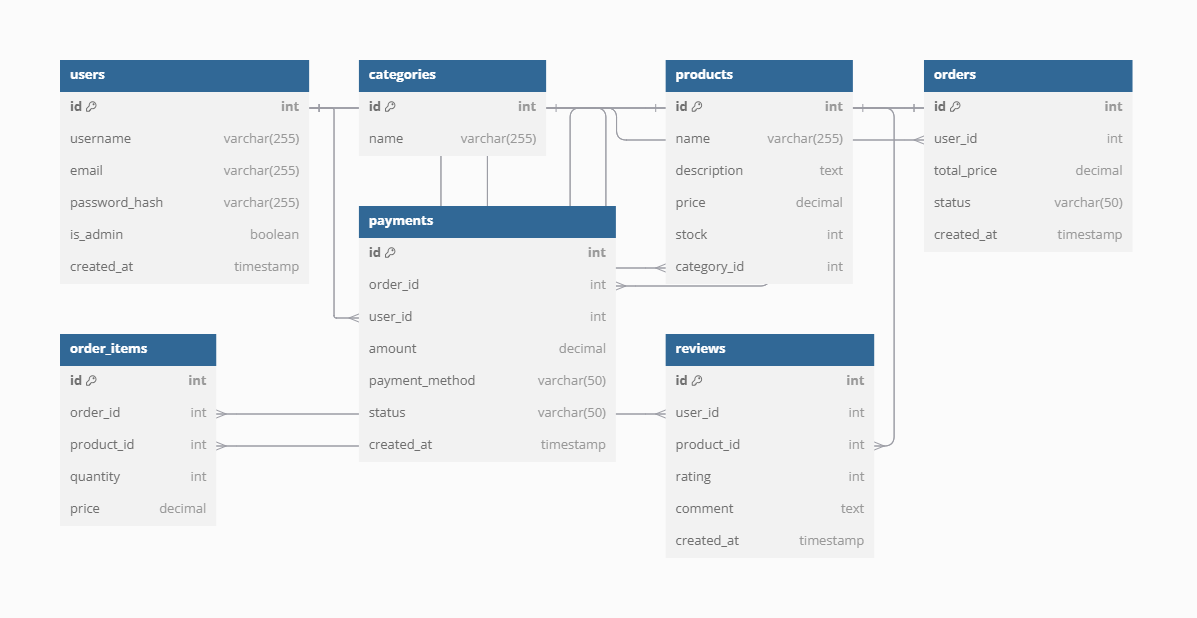 users
id int
username varchar(255)
email varchar(255)
password_hash varchar(255)
is_admin boolean
created_at timestamp
categories
id int
name varchar(255)
products
id int
name varchar(255)
description text
price decimal
stock int
category_id int
orders
id int
user_id int
total_price decimal
status varchar(50)
created_at timestamp
payments
id int
order_id int
user_id int
amount decimal
payment_method varchar(50)
status varchar(50)
created_at timestamp
order_items
id int
order_id int
product_id int
quantity int
price decimal
reviews
id int
user_id int
product_id int
rating int
comment text
created_at timestamp